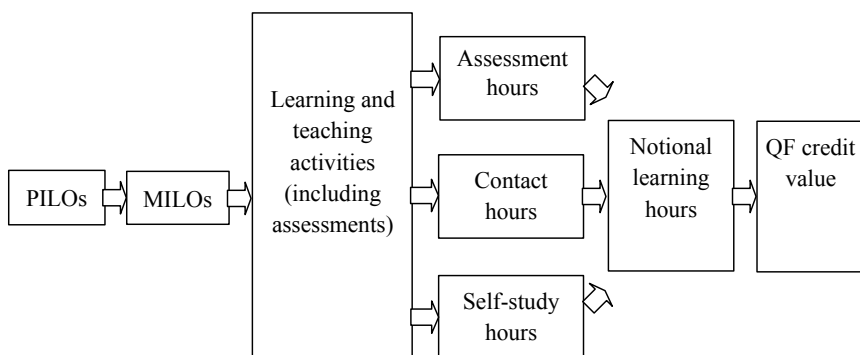 PILOs
MILOs
Learning and
teaching
activities
(including
assessments)
Assessment
hours
Contact
hours
Self-study
hours
Notional
learning
hours
QF credit
value